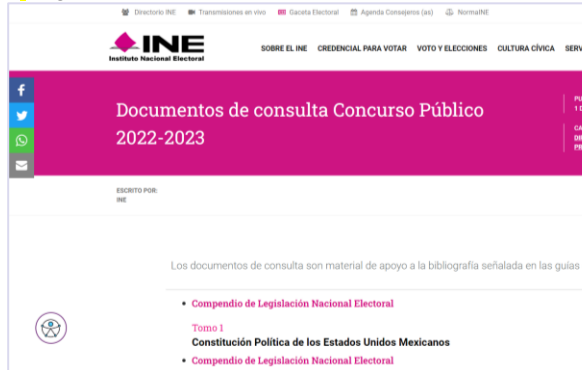 Directorio INE Transmisiones en vivo Gaceta Electoral Agenda Consejeros (as) NormaINE
INE
Instituto Nacional Electoral
SOBRE EL INE CREDENCIAL PARA VOTAR VOTO Y ELECCIONES CULTURA CÍVICA SERV
Documentos de consulta Concurso Público
2022-2023
ESCRITO POR:
INE
Los documentos de consulta son material de apoyo a la bibliografía señalada en las guías
• Compendio de Legislación Nacional Electoral
Tomo 1
Constitución Política de los Estados Unidos Mexicanos
• Compendio de Legislación Nacional Electoral